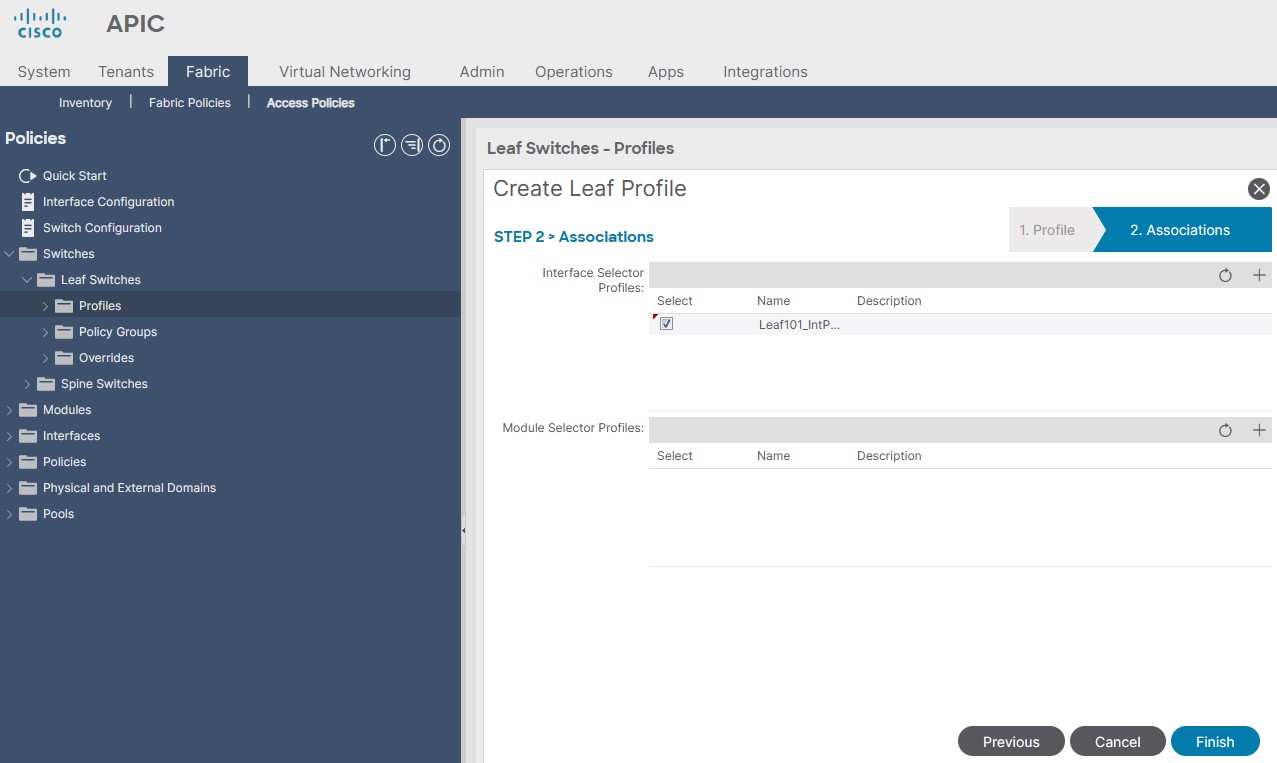 CISCO
APIC
System Tenants Fabric Virtual Networking Admin Operations Apps Integrations
Inventory | Fabric Policies | Access Policies
Policies
Quick Start
Interface Configuration
Switch Configuration
Switches
Leaf Switches
Profiles
Policy Groups
Overrides
Spine Switches
Modules
Interfaces
Policies
Physical and External Domains
Pools
Leaf Switches - Profiles
Create Leaf Profile
STEP 2 > Associations
1. Profile
2. Associations
Interface Selector
Profiles:
Select Name Description
Leaf101_IntP...
Module Selector Profiles:
Select Name Description
Previous Cancel Finish